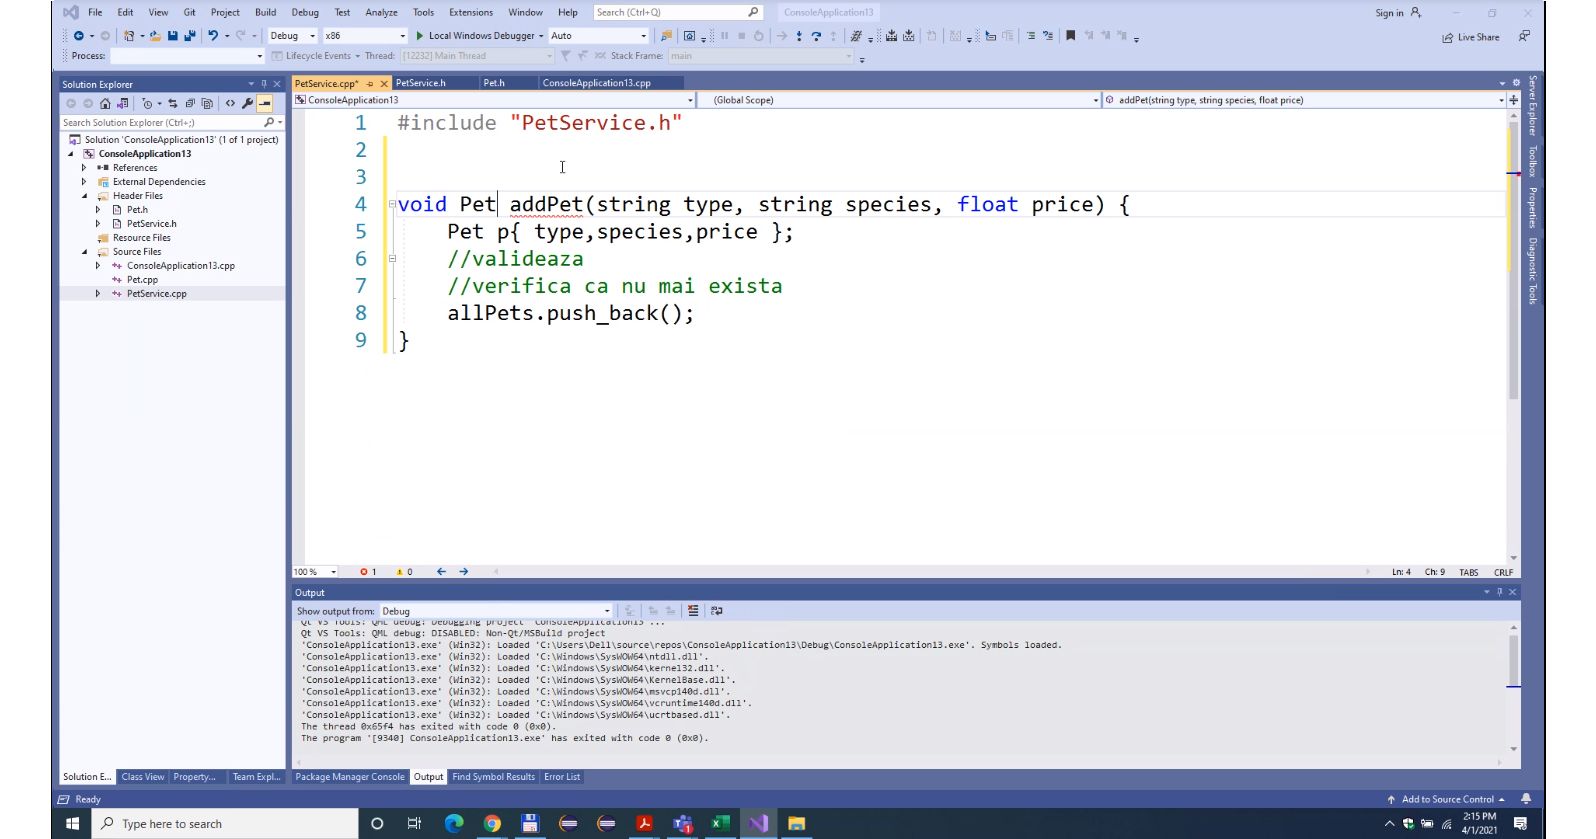 File Edit View Git Project Build Debug Test Analyze Tools Extensions Window Help Search (Ctrl+Q) ConsoleApplication13 Sign in
Debug x86 Local Windows Debugger Auto Live Share
Process: Lifecycle Events Thread: [12232] Main Thread Stack Frame: main
Solution Explorer
Search Solution Explorer (Ctrl+;)
Solution 'ConsoleApplication13' (1 of 1 project)
ConsoleApplication13
References
External Dependencies
Header Files
Pet.h
PetService.h
Resource Files
Source Files
ConsoleApplication13.cpp
Pet.cpp
PetService.cpp
Solution E... Class View Property... Team Expl...
PetService.cpp* PetService.h Pet.h ConsoleApplication13.cpp
ConsoleApplication13 (Global Scope) addPet(string type, string species, float price)
1 #include "PetService.h"
2
3
4 void Pet addPet(string type, string species, float price) {
5 Pet p{ type,species,price };
6 //valideaza
7 //verifica ca nu mai exista
8 allPets.push_back();
9 }
100 % 1 0 Ln: 4 Ch: 9 TABS CRLF
Output
Show output from: Debug
Qt VS Tools: QML debug: Debugging project 'ConsoleApplication13'...
Qt VS Tools: QML debug: DISABLED: Non-Qt/MSBuild project
'ConsoleApplication13.exe' (Win32): Loaded 'C:\Users\Dell\source\repos\ConsoleApplication13\Debug\ConsoleApplication13.exe'. Symbols loaded.
'ConsoleApplication13.exe' (Win32): Loaded 'C:\Windows\SysWOW64\ntdll.dll'.
'ConsoleApplication13.exe' (Win32): Loaded 'C:\Windows\SysWOW64\kernel32.dll'.
'ConsoleApplication13.exe' (Win32): Loaded 'C:\Windows\SysWOW64\KernelBase.dll'.
'ConsoleApplication13.exe' (Win32): Loaded 'C:\Windows\SysWOW64\msvcp140d.dll'.
'ConsoleApplication13.exe' (Win32): Loaded 'C:\Windows\SysWOW64\vcruntime140d.dll'.
'ConsoleApplication13.exe' (Win32): Loaded 'C:\Windows\SysWOW64\ucrtbased.dll'.
The thread 0x65f4 has exited with code 0 (0x0).
The program '[9340] ConsoleApplication13.exe' has exited with code 0 (0x0).
Package Manager Console Output Find Symbol Results Error List
Server Explorer
Toolbox
Properties
Diagnostic Tools
Ready Add to Source Control
Type here to search
2:15 PM
4/1/2021